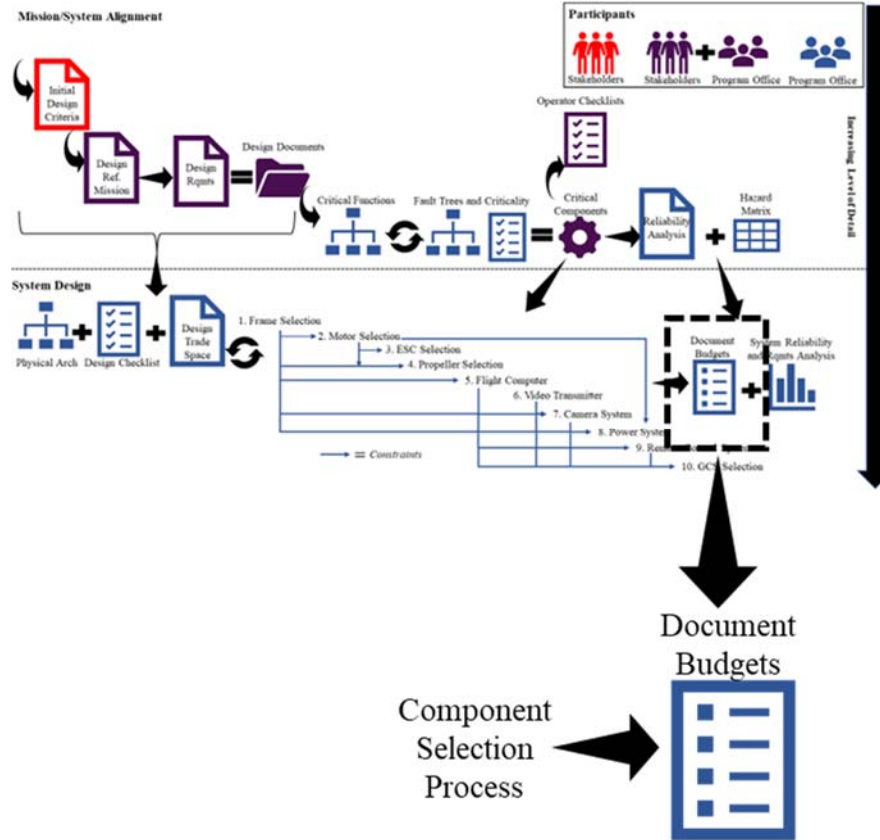 Mission/System Alignment
Participants
Stakeholders
Stakeholders
Program Office
Program Office
Initial
Design
Criteria
Operator Checklists
Increasing Level of Detail
Design
Ref.
Mission
Design
Rqmts
Design Documents
Critical Functions
Fault Trees and Criticality
Critical
Components
Reliability
Analysis
Hazard
Matrix
System Design
Physical Arch
Design Checklist
Design
Trade
Space
1. Frame Selection
2. Motor Selection
3. ESC Selection
4. Propeller Selection
5. Flight Computer
6. Video Transmitter
7. Camera System
8. Power System
9.
10. GCS Selection
= Constraints
Document
Budgets
System Reliability
and Rqmts Analysis
Document
Budgets
Component
Selection
Process